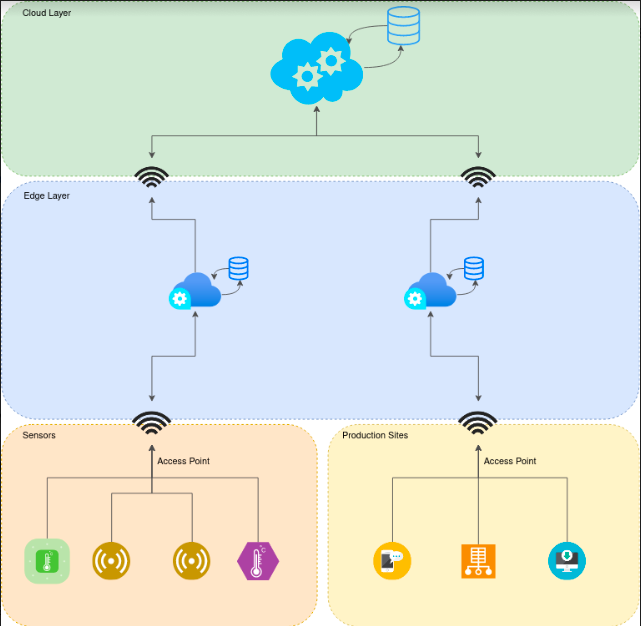 Cloud Layer
Edge Layer
Sensors
Production Sites
Access Point
Access Point